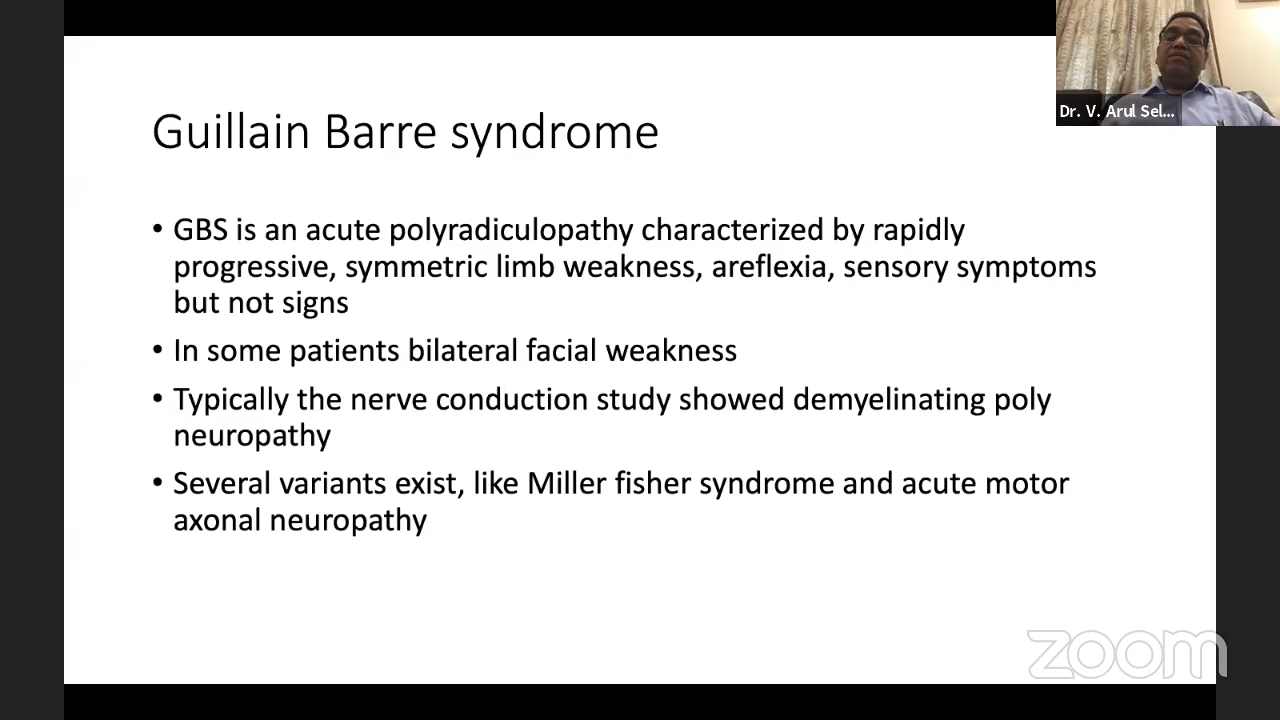 Dr. V. Arul Sel...
Guillain Barre syndrome
• GBS is an acute polyradiculopathy characterized by rapidly
progressive, symmetric limb weakness, areflexia, sensory symptoms
but not signs
• In some patients bilateral facial weakness
• Typically the nerve conduction study showed demyelinating poly
neuropathy
• Several variants exist, like Miller fisher syndrome and acute motor
axonal neuropathy
zoom